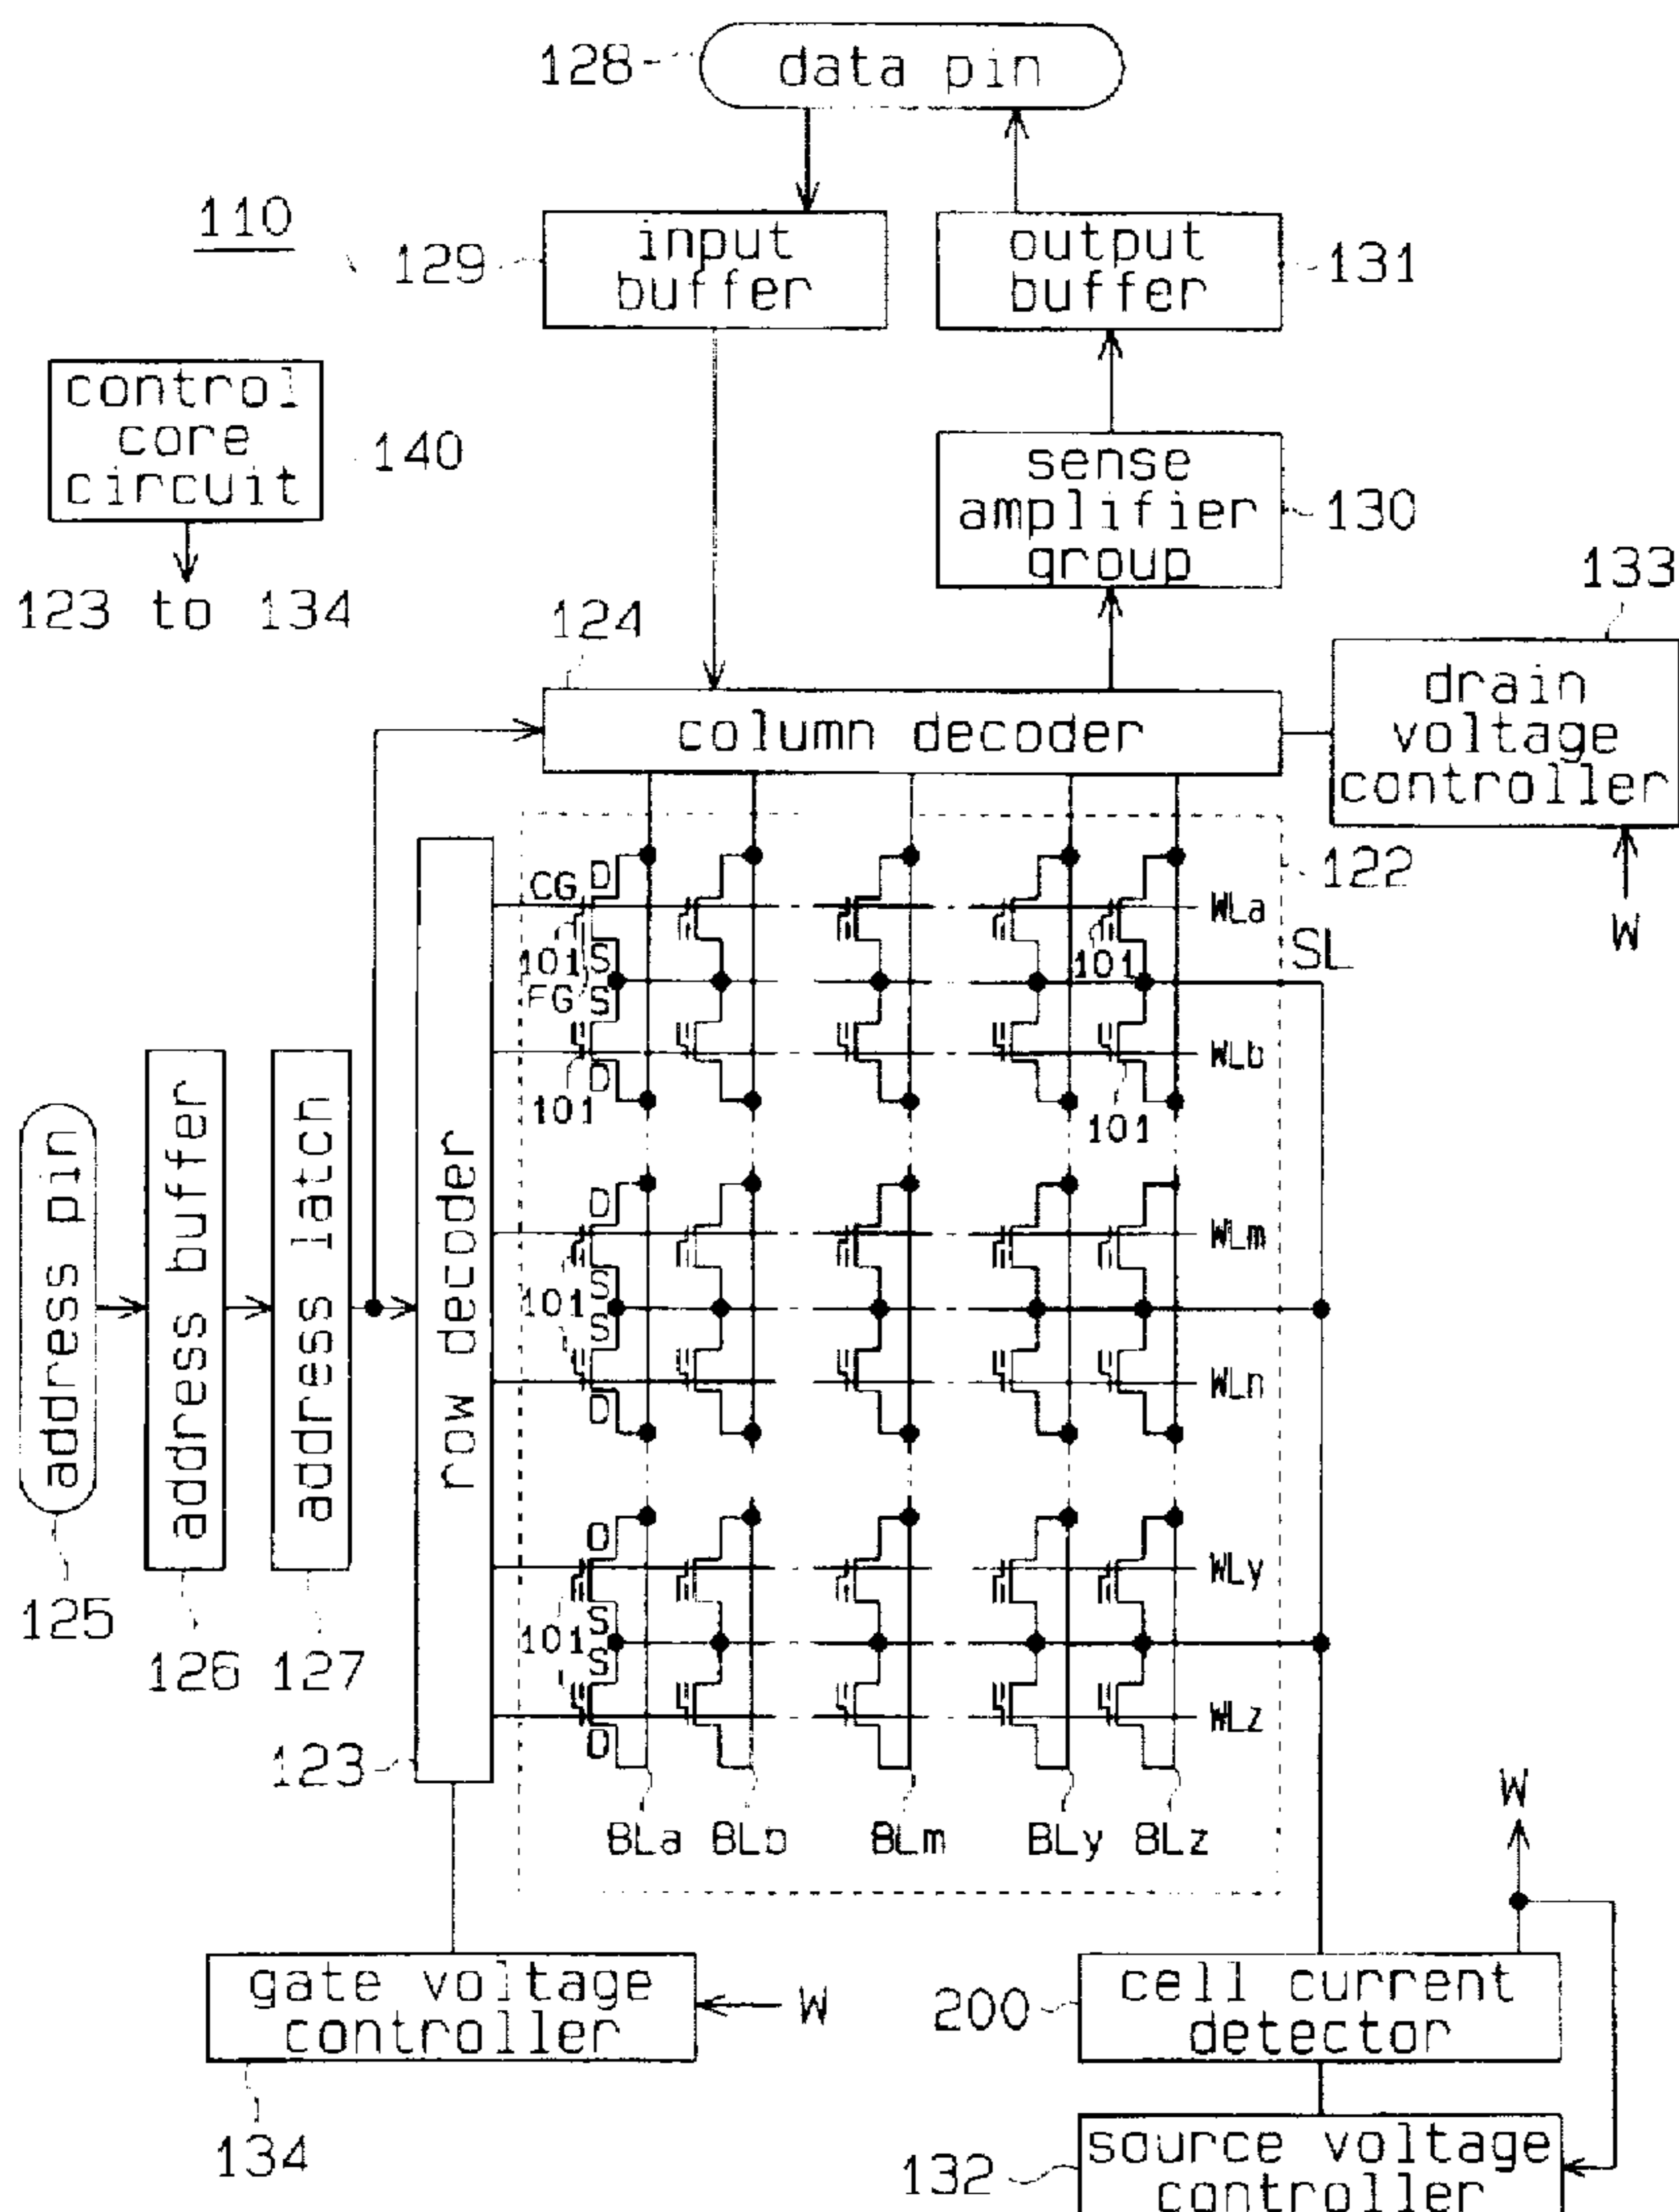 128
data pin
110
129
input
buffer
output
buffer
131
control
core
circuit
140
123 to 134
sense
amplifier
group
130
133
124
column decoder
drain
voltage
controller
W
122
CG
D
WLa
101
S
101
SL
FG
S
WLb
D
101
101
address pin
address buffer
address latch
row decoder
D
WLm
S
101
S
WLn
D
125
126
127
D
WLy
S
101
S
WLz
D
123
BLa
BLb
BLm
BLy
BLz
W
gate voltage
controller
W
200
cell current
detector
134
132
source voltage
controller